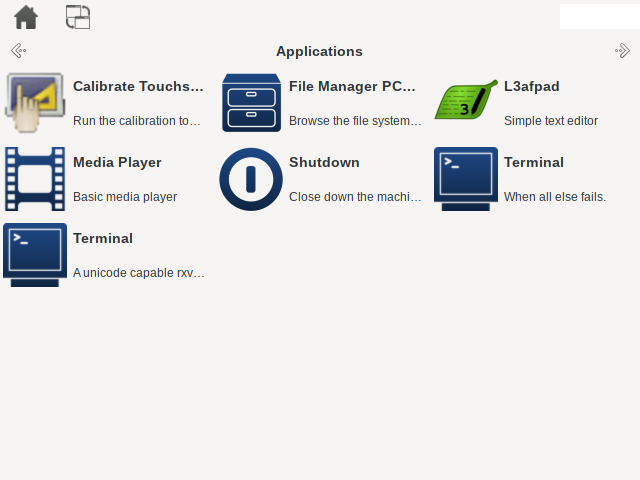 Applications
Calibrate Touchs…
Run the calibration to…
File Manager PC…
Browse the file system…
L3afpad
Simple text editor
Media Player
Basic media player
Shutdown
Close down the machi…
Terminal
When all else fails.
Terminal
A unicode capable rxv…